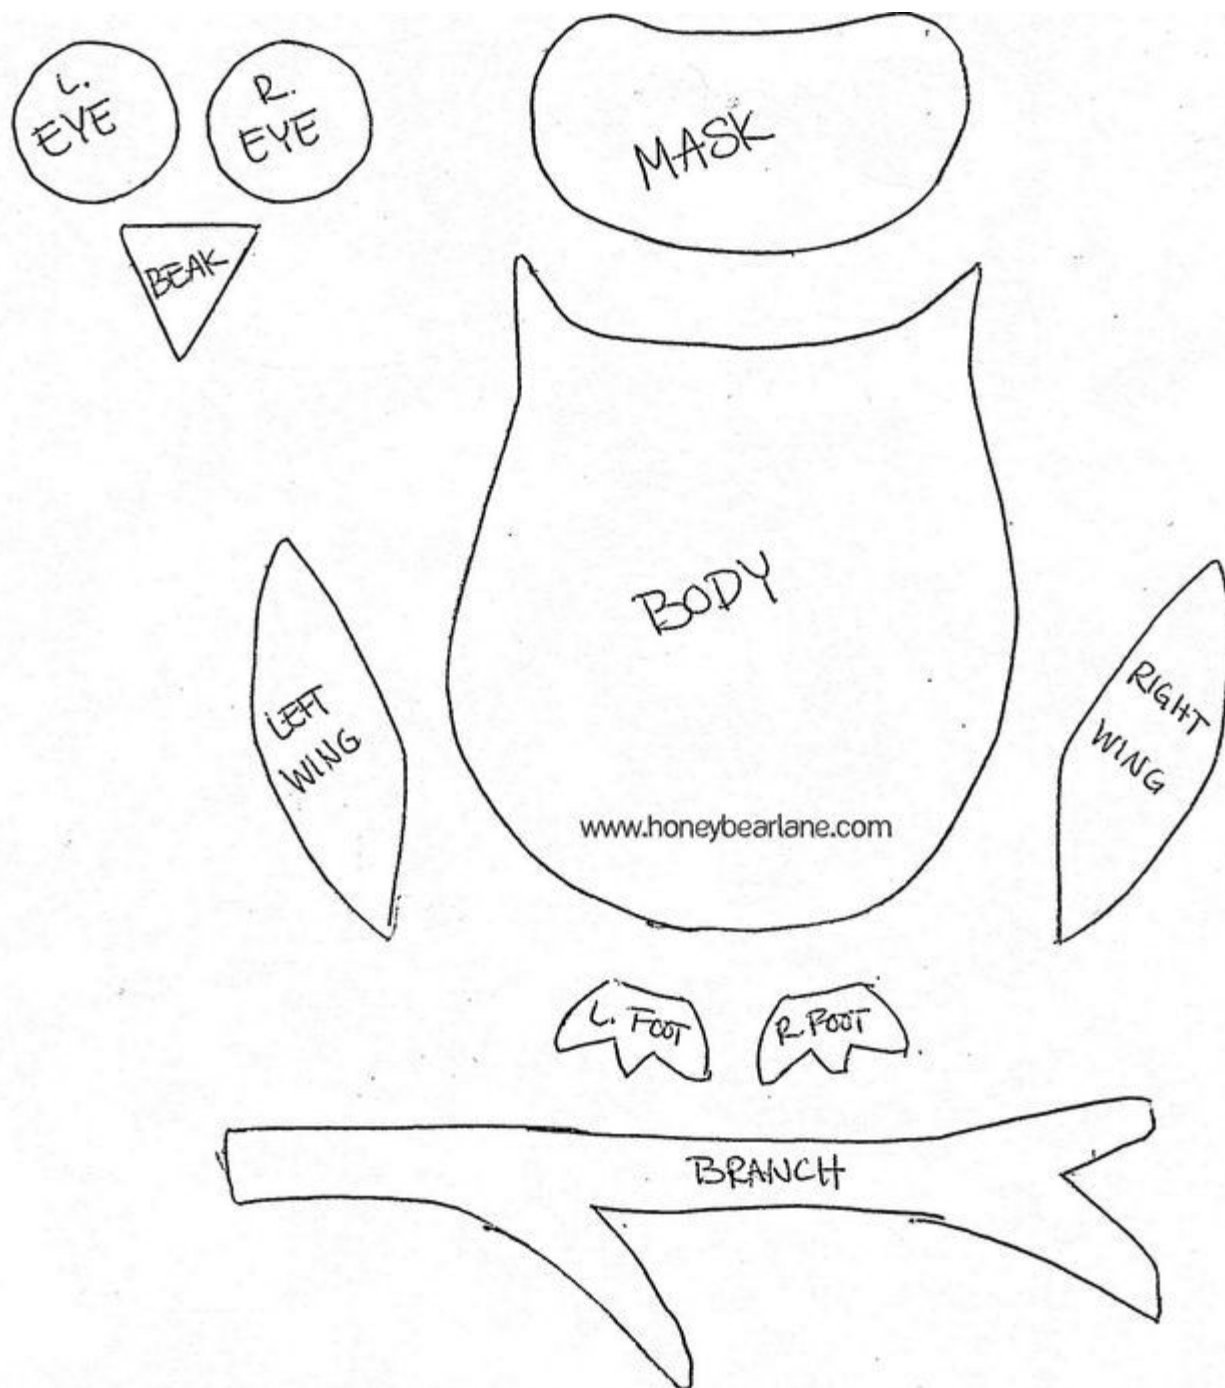 L.
EYE
R.
EYE
MASK
BEAK
BODY
LEFT
WING
RIGHT
WING
www.honeybearlane.com
L. FOOT
R. FOOT
BRANCH